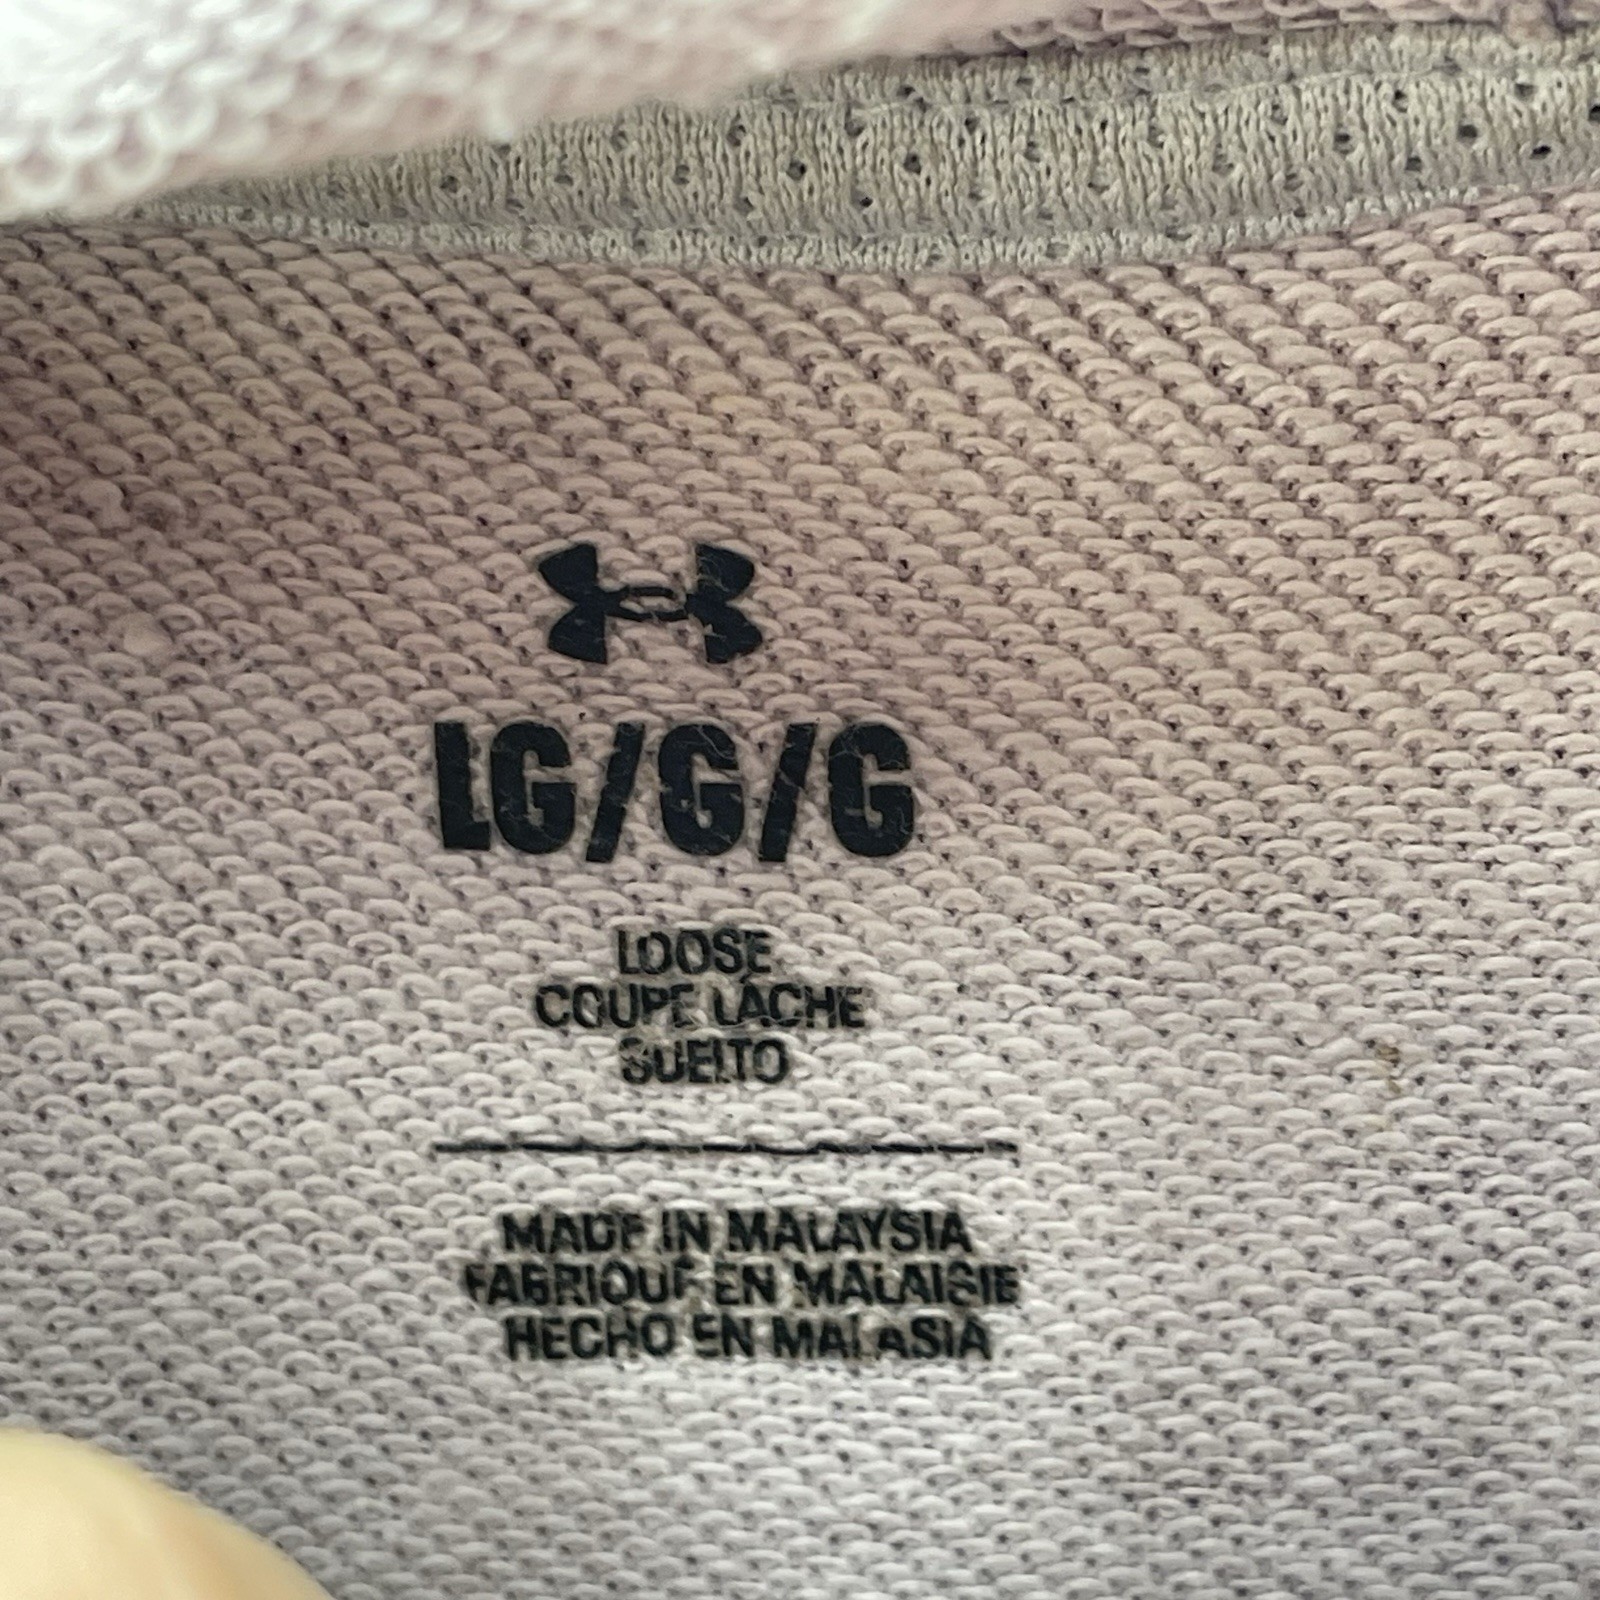 LG/G/G
LOOSE
COUPE LÂCHE
SUELTO
MADE IN MALAYSIA
FABRIQUÉ EN MALAISIE
HECHO EN MALASIA